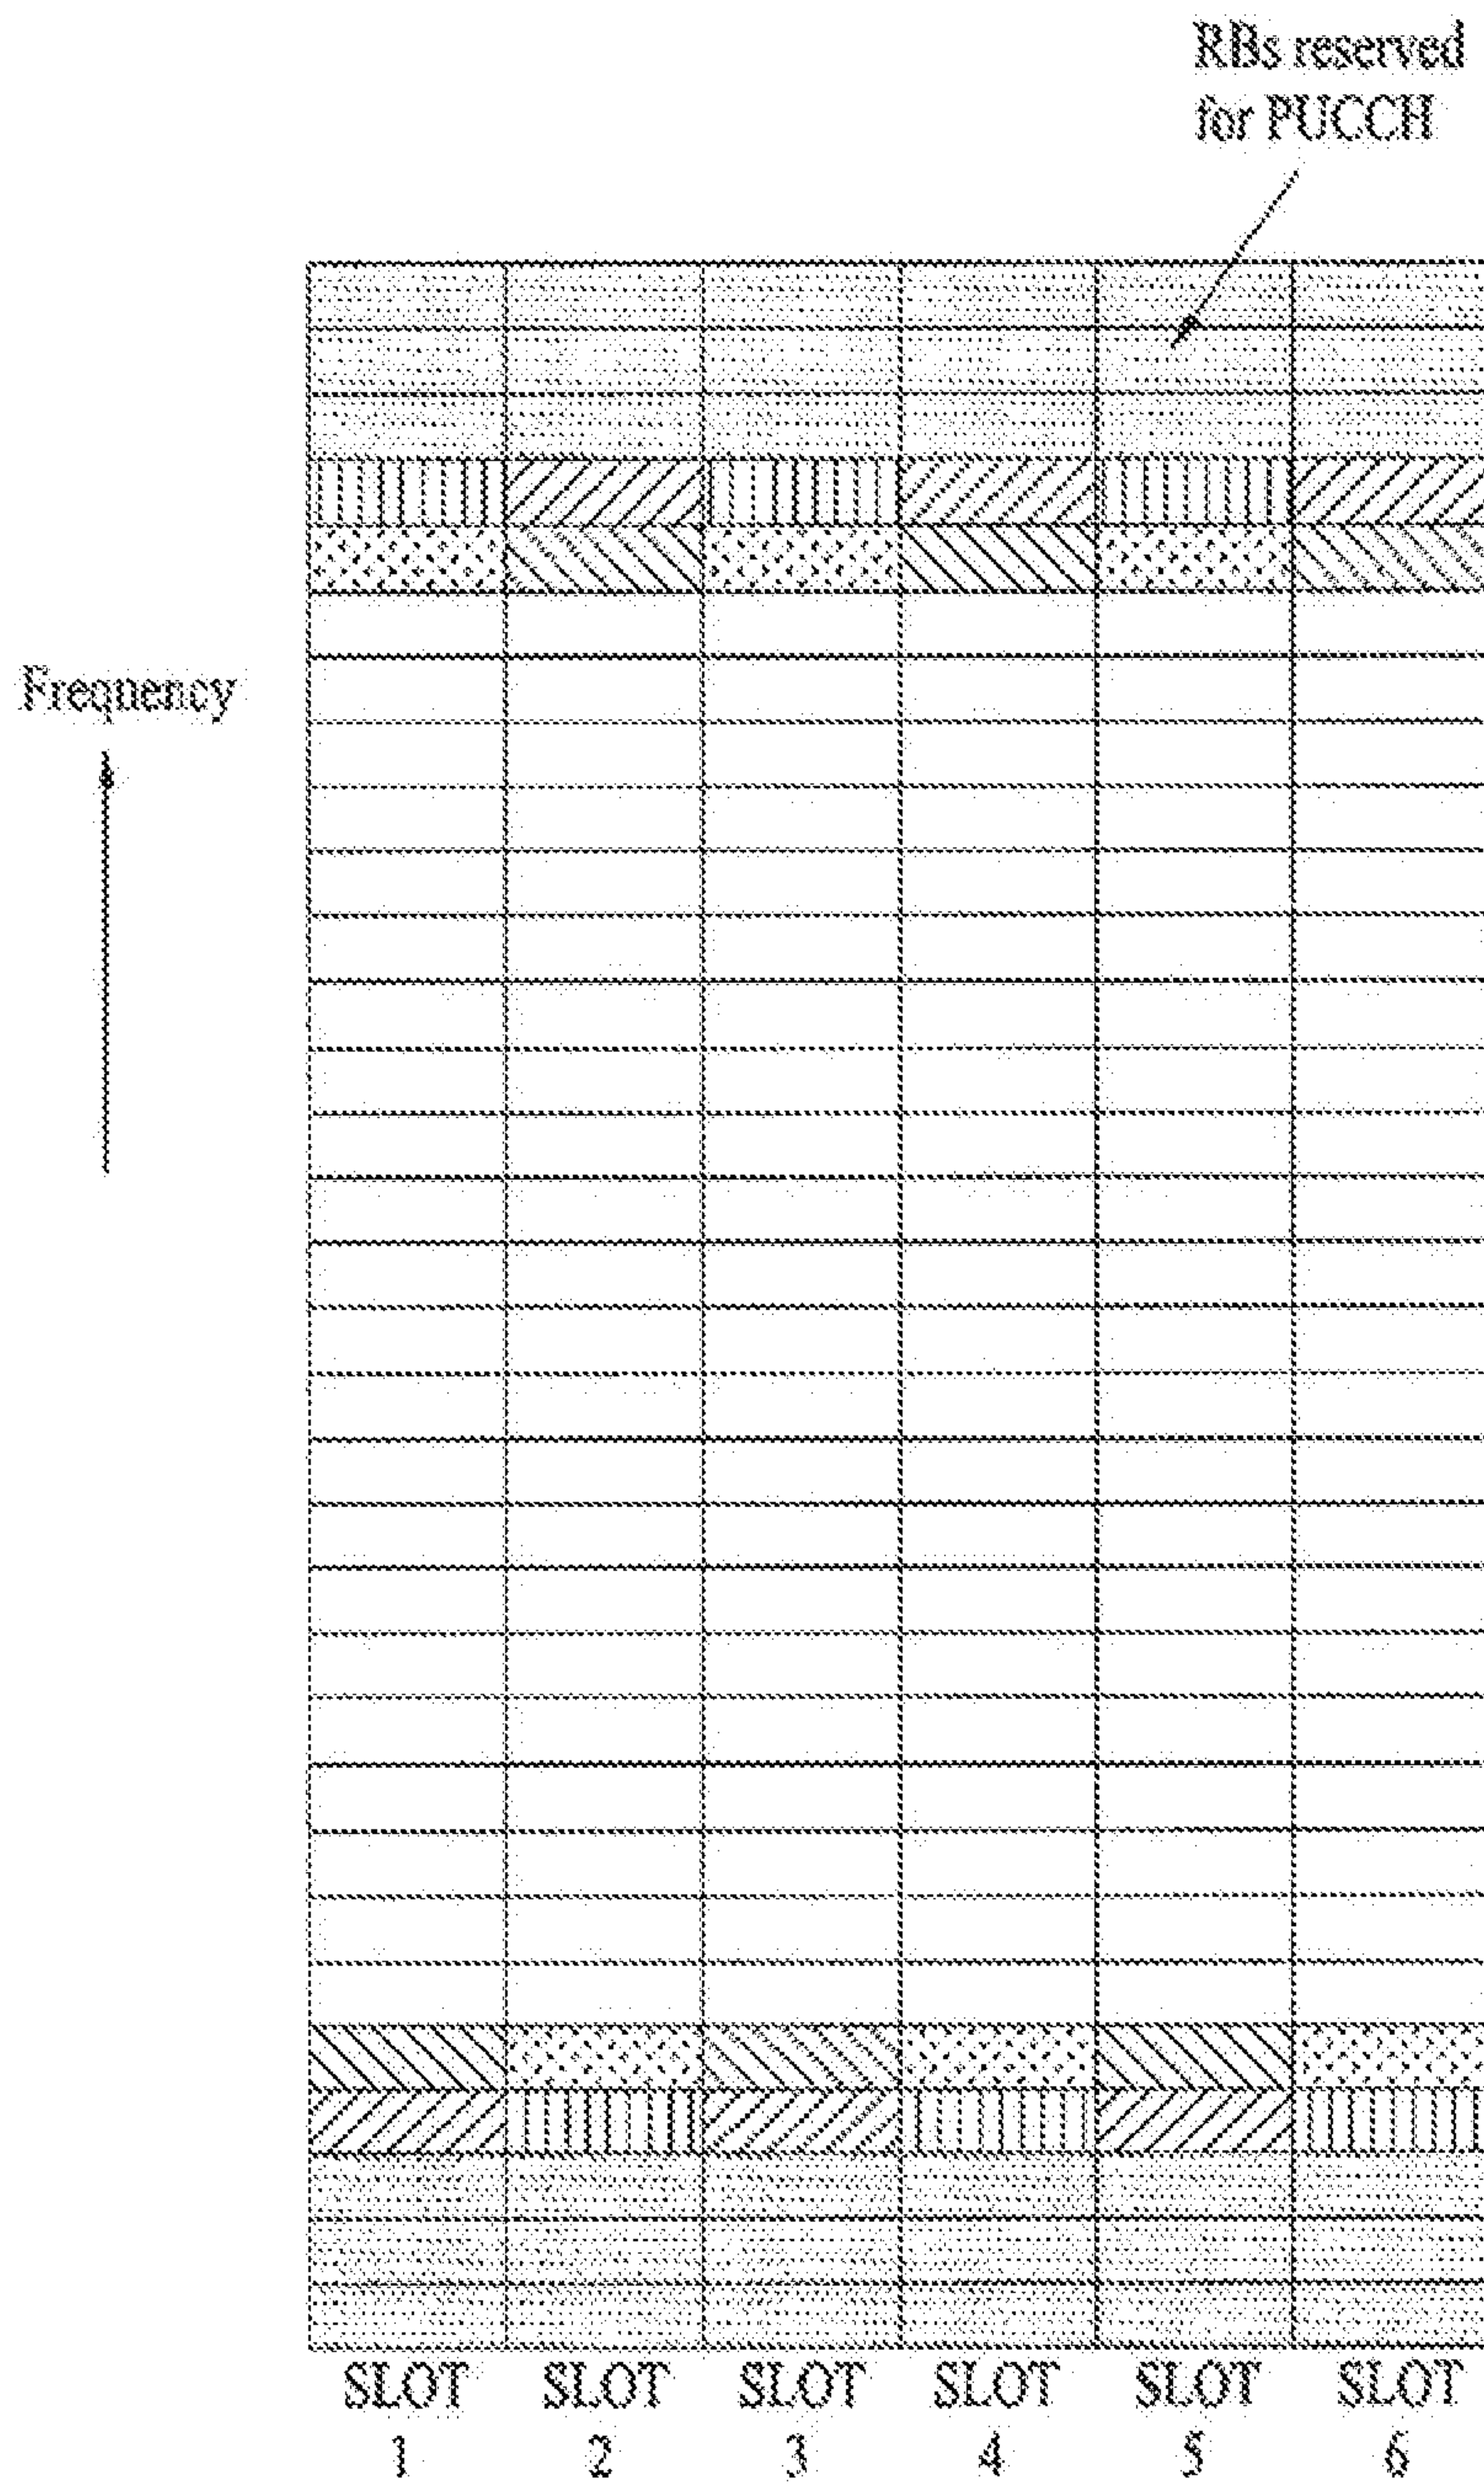 RBs reserved
for PUCCH
Frequency
SLOT SLOT SLOT SLOT SLOT SLOT
1 2 3 4 5 6